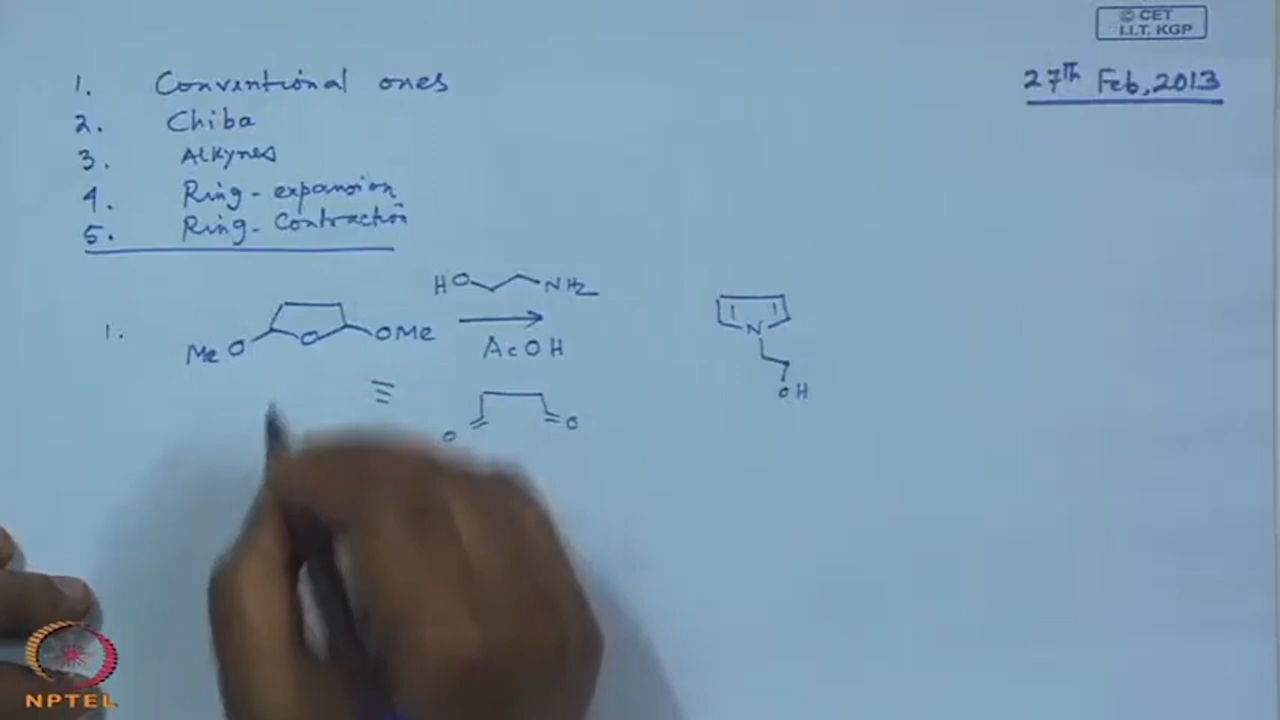 © CET
I.I.T. KGP
27TH Feb, 2013
1. Conventional ones
2. Chiba
3. Alkynes
4. Ring-expansion
5. Ring-Contraction
1.
MeO O OMe
HO NH2
AcOH
≡
O O
N
OH
NPTEL